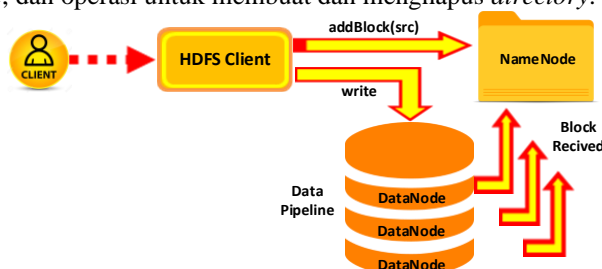 , dan operasi untuk membuat dan menghapus directory.
addBlock(src)
HDFS Client
NameNode
CLIENT
write
Block
Recived
Data
Pipeline
DataNode
DataNode
DataNode